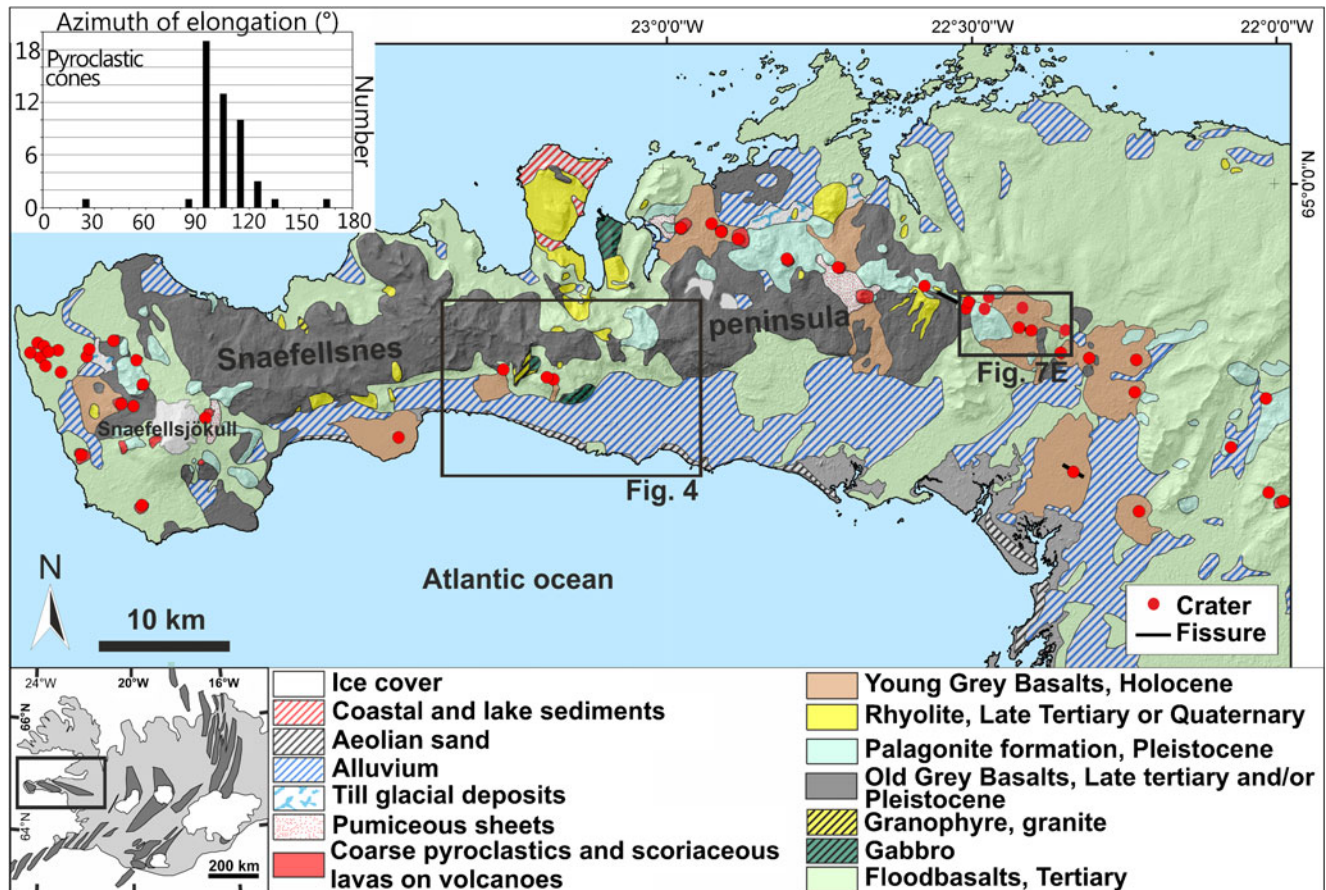 Azimuth of elongation (°)
23°0'0"W
22°30'0"W
22°0'0"W
18
12
6
0
Pyroclastic
cones
Number
0
30
60
90
120
150
180
65°0'0"N
Snaefellsnes
peninsula
Snaefellsjökull
Fig. 7E
Fig. 4
Atlantic ocean
N
10 km
Crater
Fissure
24°W
20°W
16°W
66°N
64°N
200 km
Ice cover
Coastal and lake sediments
Aeolian sand
Alluvium
Till glacial deposits
Pumiceous sheets
Coarse pyroclastics and scoriaceous
lavas on volcanoes
Young Grey Basalts, Holocene
Rhyolite, Late Tertiary or Quaternary
Palagonite formation, Pleistocene
Old Grey Basalts, Late tertiary and/or
Pleistocene
Granophyre, granite
Gabbro
Floodbasalts, Tertiary